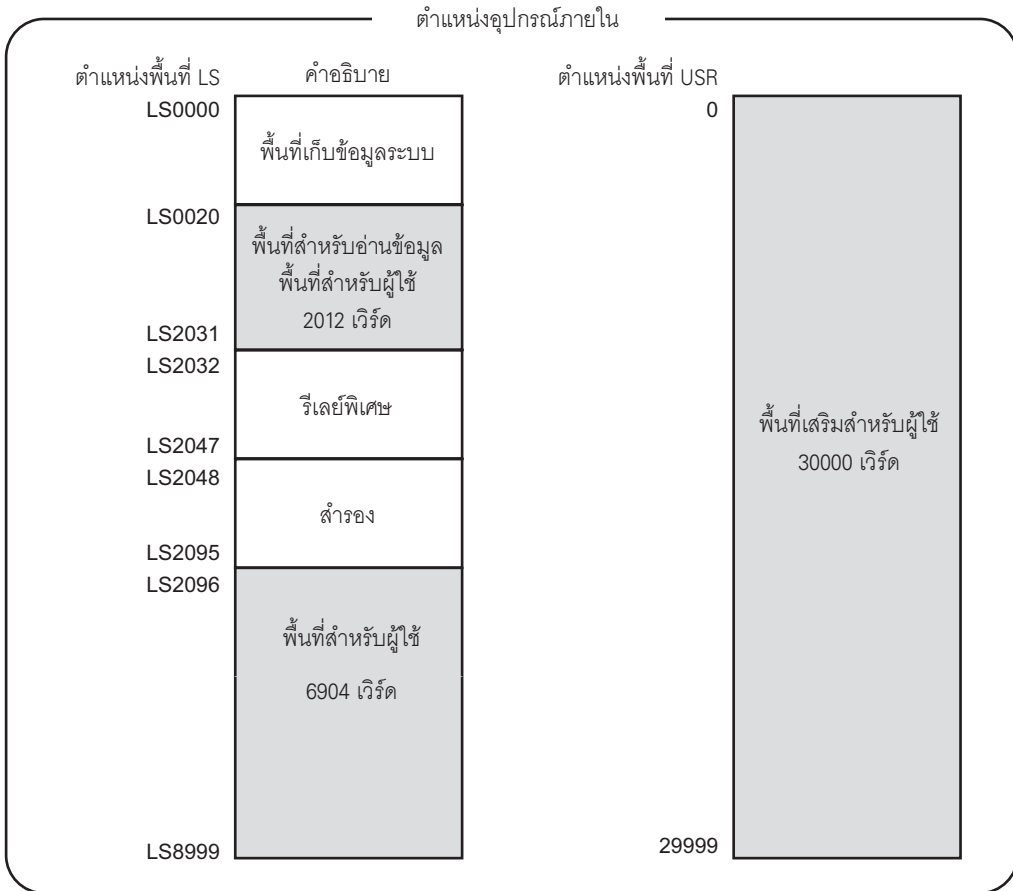 ตำแหน่งอุปกรณ์ภายใน
ตำแหน่งพื้นที่ LS
คำอธิบาย
LS0000
พื้นที่เก็บข้อมูลระบบ
LS0020
พื้นที่สำหรับอ่านข้อมูล
พื้นที่สำหรับผู้ใช้
2012 เวิร์ด
LS2031
LS2032
รีเลย์พิเศษ
LS2047
LS2048
สำรอง
LS2095
LS2096
พื้นที่สำหรับผู้ใช้
6904 เวิร์ด
LS8999
ตำแหน่งพื้นที่ USR
0
พื้นที่เสริมสำหรับผู้ใช้
30000 เวิร์ด
29999